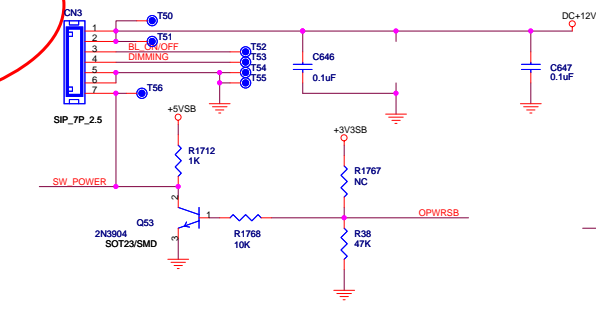 CN3
T50
DC+12V
1
2
T51
BL_ON/OFF
3
T52
DIMMING
4
T53
5
T54
6
T55
7
T56
C646
0.1uF
C647
0.1uF
SIP_7P_2.5
+5VSB
+3V3SB
R1712
1K
R1767
NC
SW_POWER
2
1
3
OPWRSB
Q53
2N3904
SOT23/SMD
R1768
10K
R38
47K